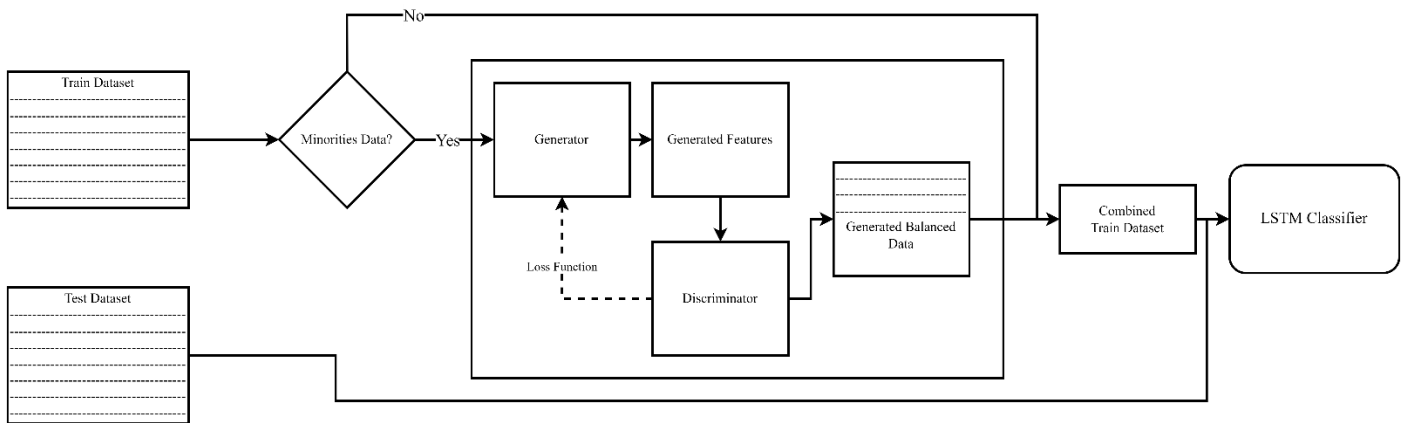 No
Train Dataset
Minorities Data?
Yes
Generator
Generated Features
Generated Balanced
Data
Combined
Train Dataset
LSTM Classifier
Loss Function
Discriminator
Test Dataset